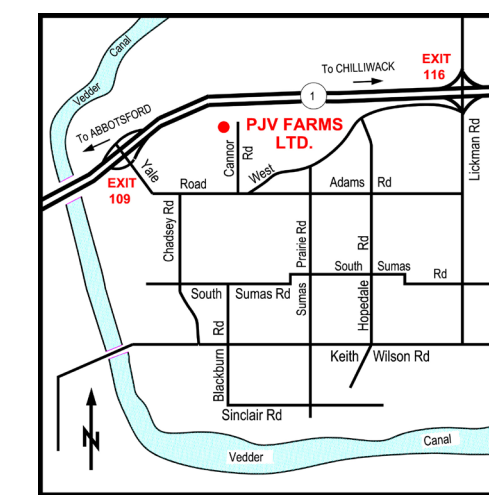 Canal
Vedder
To CHILLIWACK
EXIT
116
1
To ABBOTSFORD
PJV FARMS
LTD.
Cannor
Rd
Lickman Rd
EXIT
109
Yale
Road
West
Adams Rd
Chadsey Rd
Prairie Rd
Sumas
Rd
Hopedale
South Sumas Rd
South Sumas Rd
Rd
Blackburn
Keith Wilson Rd
Sinclair Rd
N
Vedder
Canal